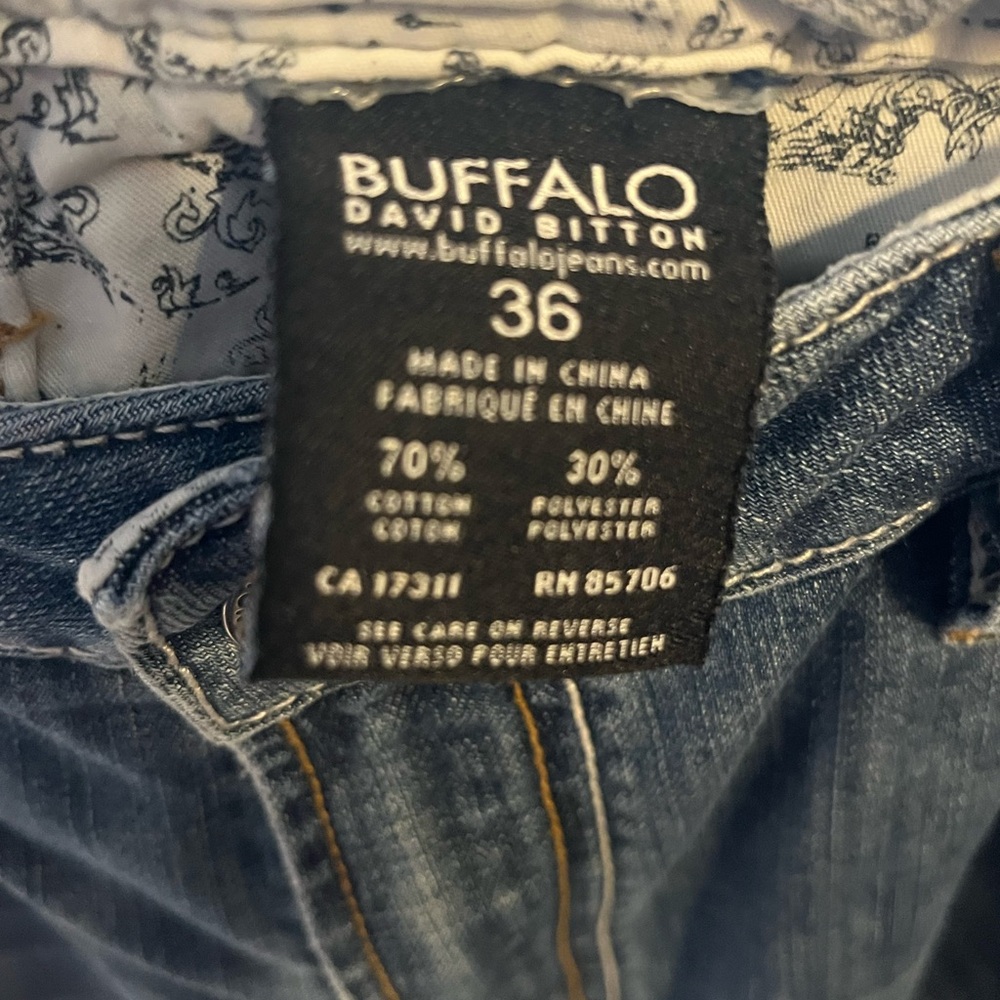 BUFFALO
DAVID BITTON
www.buffalojeans.com
36
MADE IN CHINA
FABRIQUE EN CHINE
70% 30%
COTTON POLYESTER
COTON POLYESTER
CA 17311 RN 85706
SEE CARE ON REVERSE
VOIR VERSO POUR ENTRETIEN